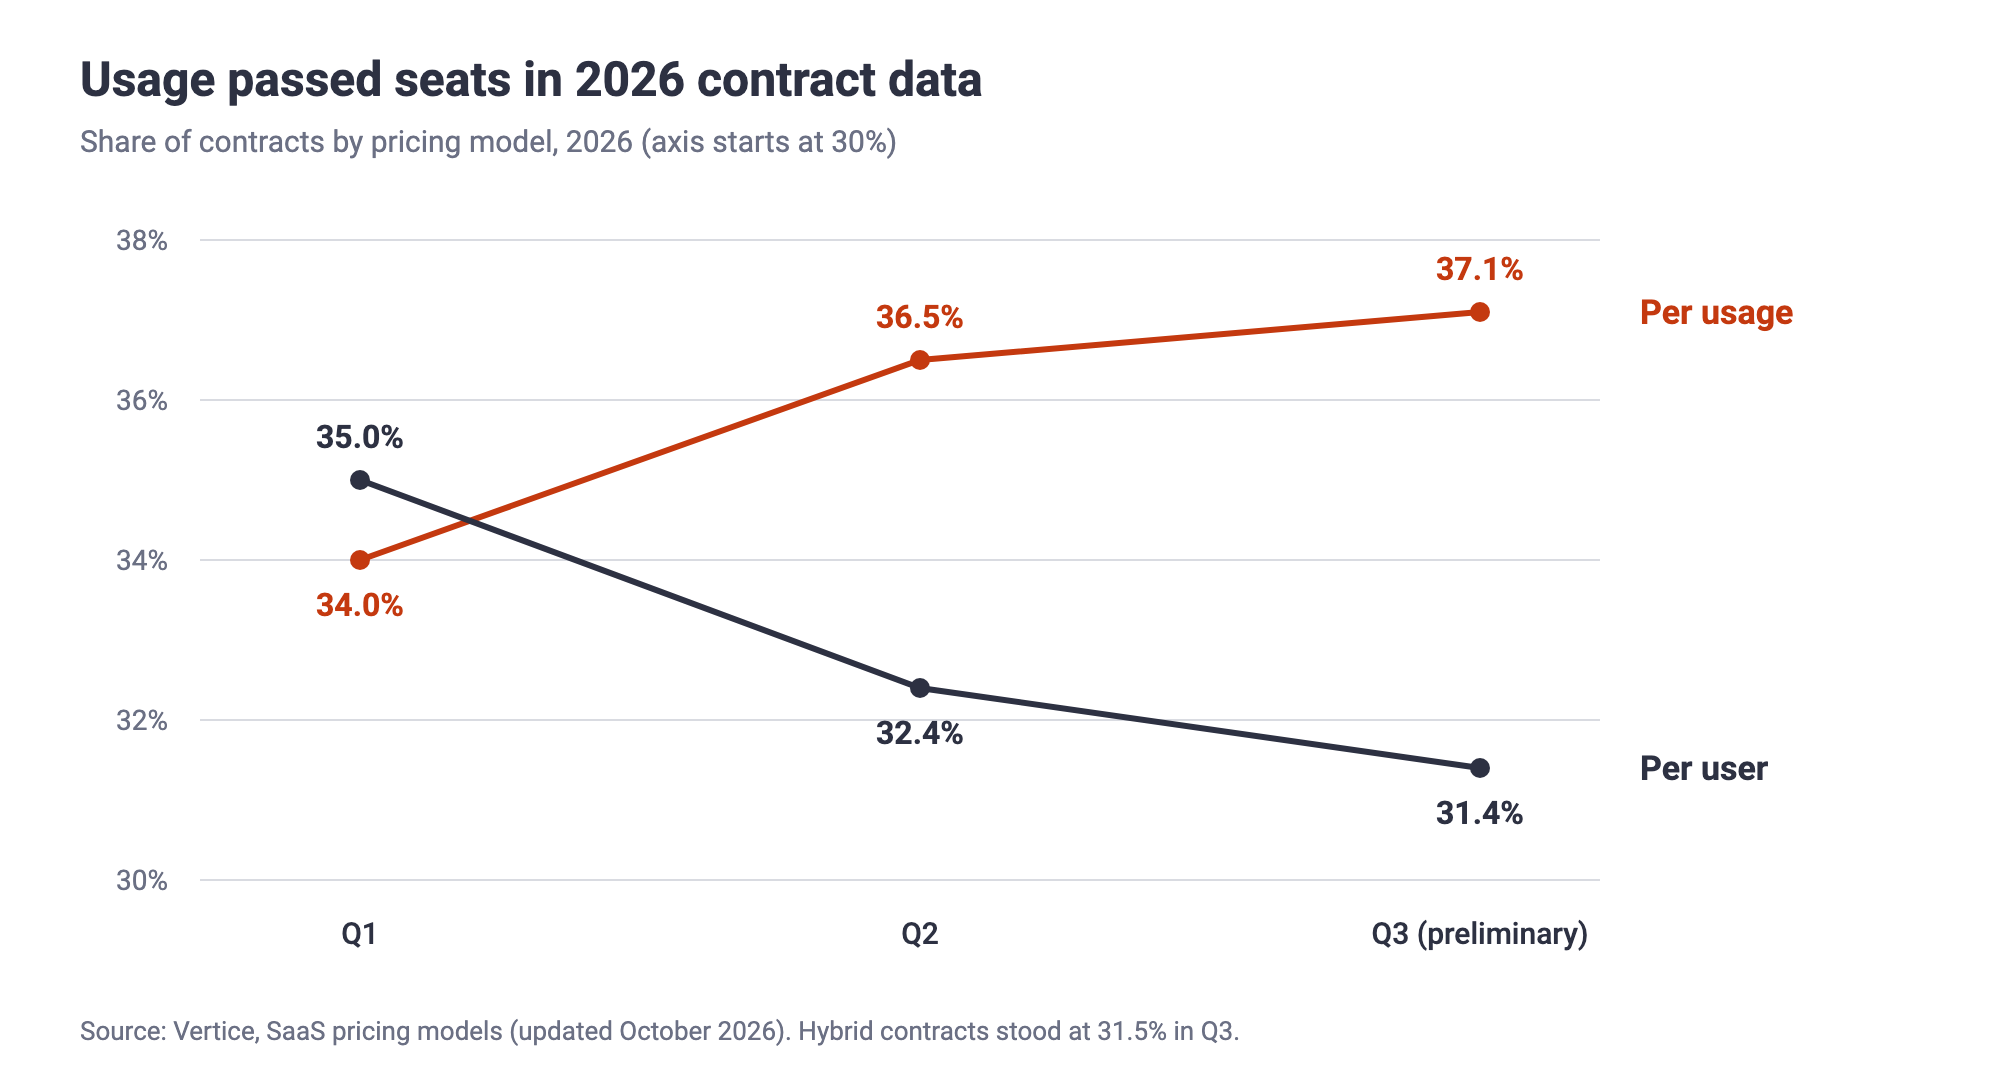 Usage passed seats in 2026 contract data
Share of contracts by pricing model, 2026 (axis starts at 30%)
38%
37.1%
Per usage
36.5%
36%
35.0%
34%
34.0%
32%
32.4%
Per user
31.4%
30%
Q1
Q2
Q3 (preliminary)
Source: Vertice, SaaS pricing models (updated October 2026). Hybrid contracts stood at 31.5% in Q3.